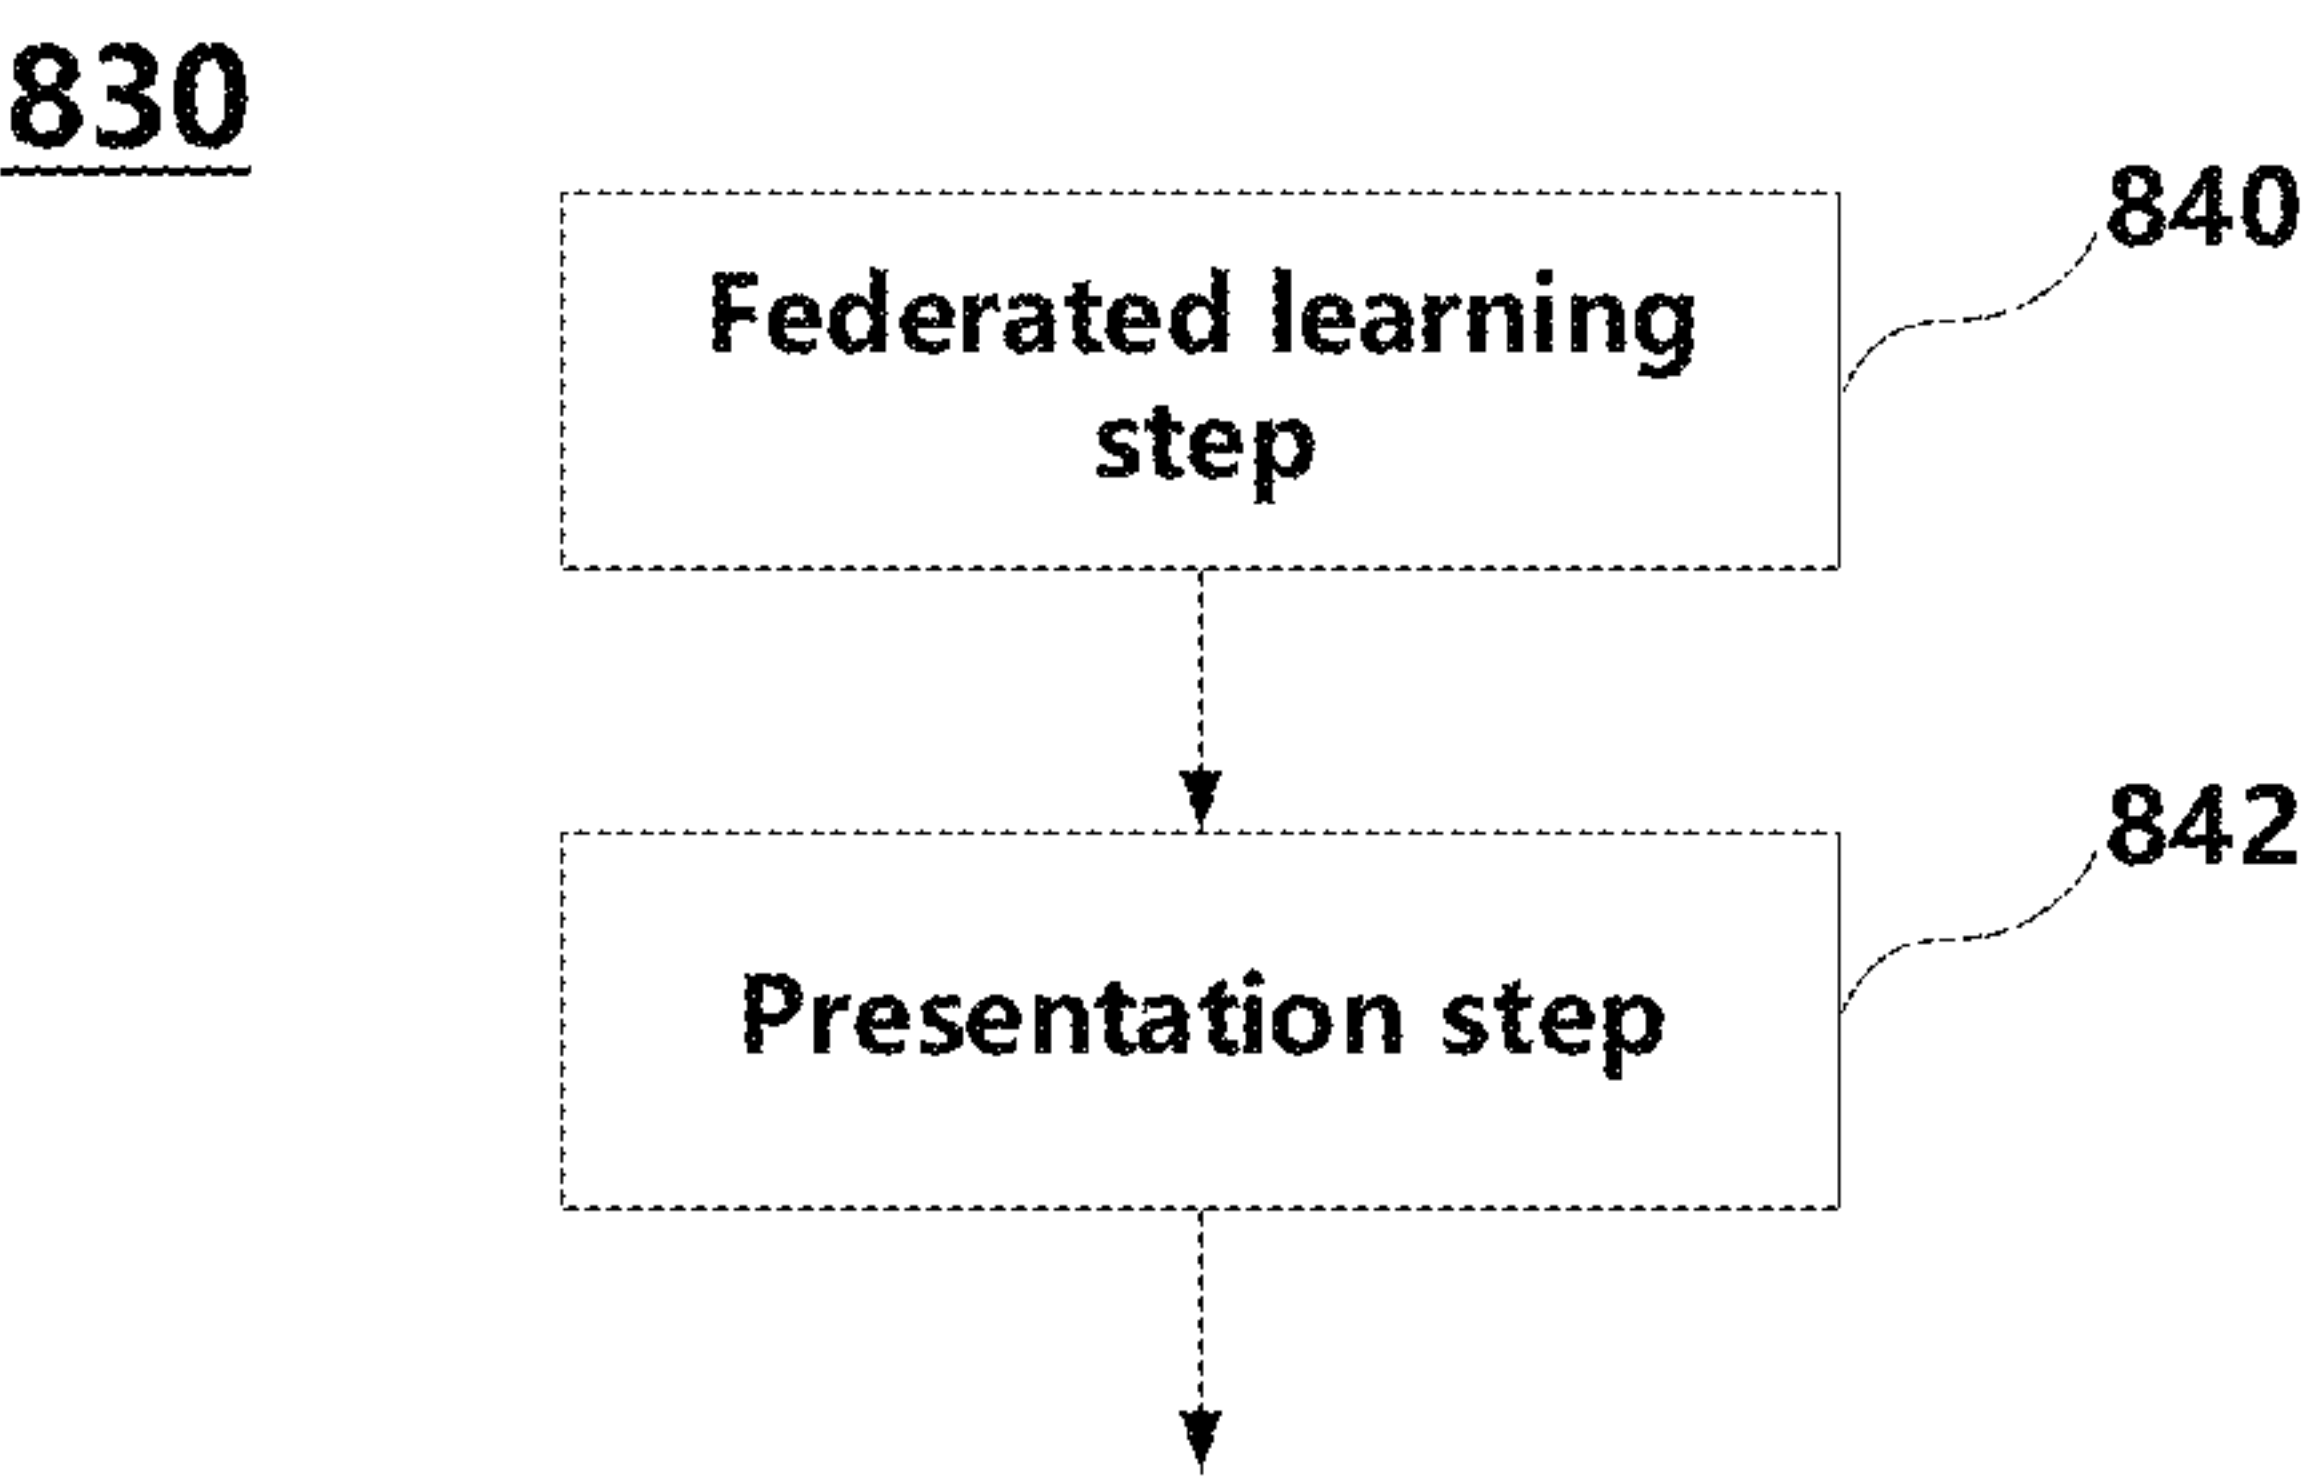 830
840
Federated learning
step
842
Presentation step